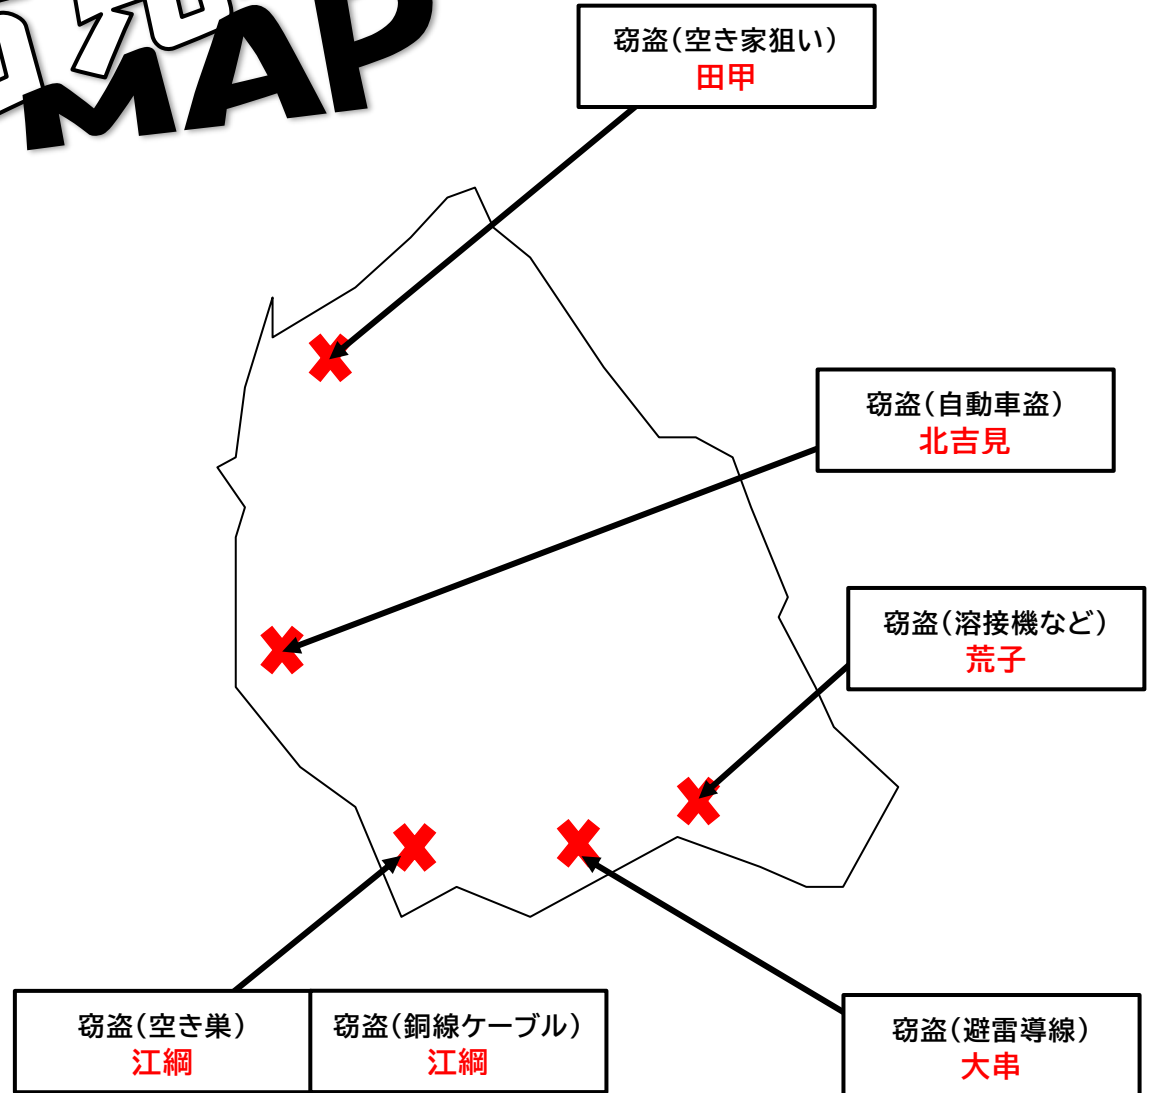 MAP
窃盗(空き家狙い)
田甲
窃盗(自動車盗)
北吉見
窃盗(溶接機など)
荒子
窃盗(空き巣)
江綱
窃盗(銅線ケーブル)
江綱
窃盗(避雷導線)
大串